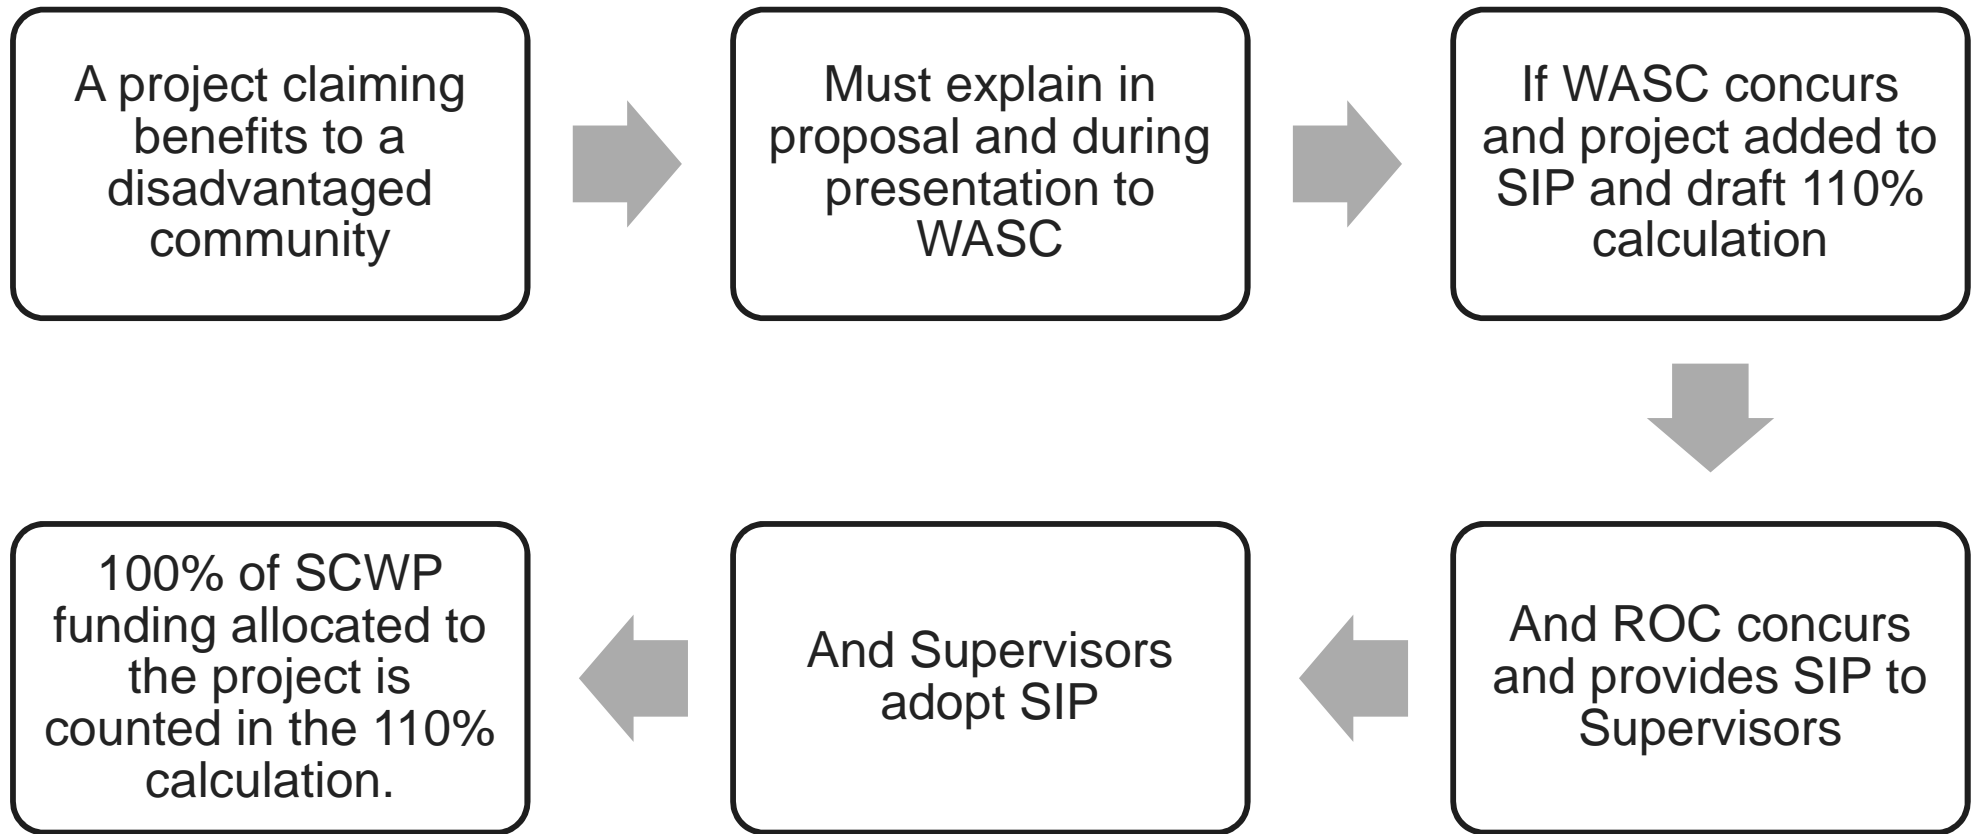 A project claiming
benefits to a
disadvantaged
community
Must explain in
proposal and during
presentation to
WASC
If WASC concurs
and project added to
SIP and draft 110%
calculation
And ROC concurs
and provides SIP to
Supervisors
And Supervisors
adopt SIP
100% of SCWP
funding allocated to
the project is
counted in the 110%
calculation.